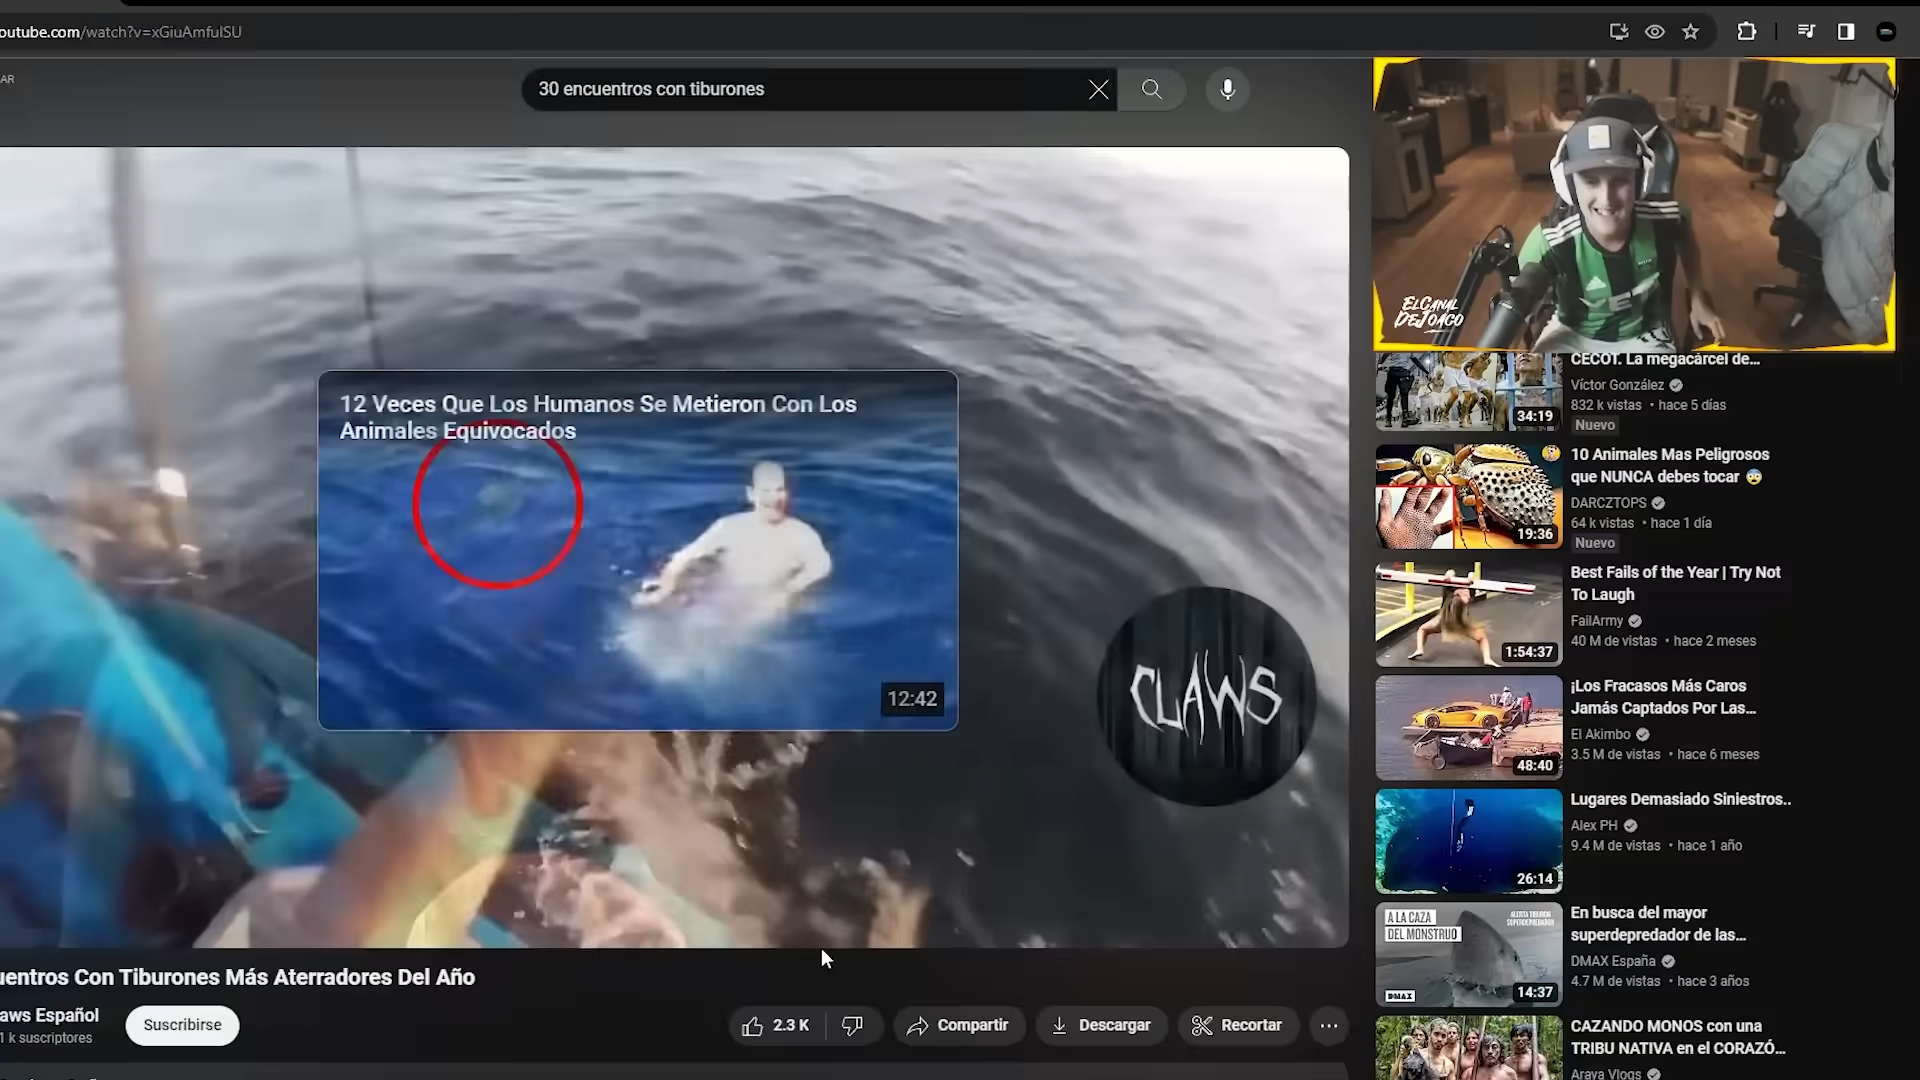 outube.com/watch?v=xGiuAmfulSU
AR
30 encuentros con tiburones
12 Veces Que Los Humanos Se Metieron Con Los
Animales Equivocados
12:42
CLAWS
uentros Con Tiburones Más Aterradores Del Año
aws Español
1 k suscriptores
Suscribirse
2.3 K
Compartir
Descargar
Recortar
ELCANAL
DEJOACO
CECOT. La megacárcel de...
Víctor González
832 k vistas • hace 5 días
Nuevo
34:19
10 Animales Mas Peligrosos
que NUNCA debes tocar 😨
DARCZTOPS
64 k vistas • hace 1 día
Nuevo
19:36
Best Fails of the Year | Try Not
To Laugh
FailArmy
40 M de vistas • hace 2 meses
1:54:37
¡Los Fracasos Más Caros
Jamás Captados Por Las...
El Akimbo
3.5 M de vistas • hace 6 meses
48:40
Lugares Demasiado Siniestros..
Alex PH
9.4 M de vistas • hace 1 año
26:14
A LA CAZA
DEL MONSTRUO
ALERTA TIBURÓN
SUPERDEPREDADOR
DMAX
14:37
En busca del mayor
superdepredador de las...
DMAX España
4.7 M de vistas • hace 3 años
CAZANDO MONOS con una
TRIBU NATIVA en el CORAZÓ...
Araya Vlogs